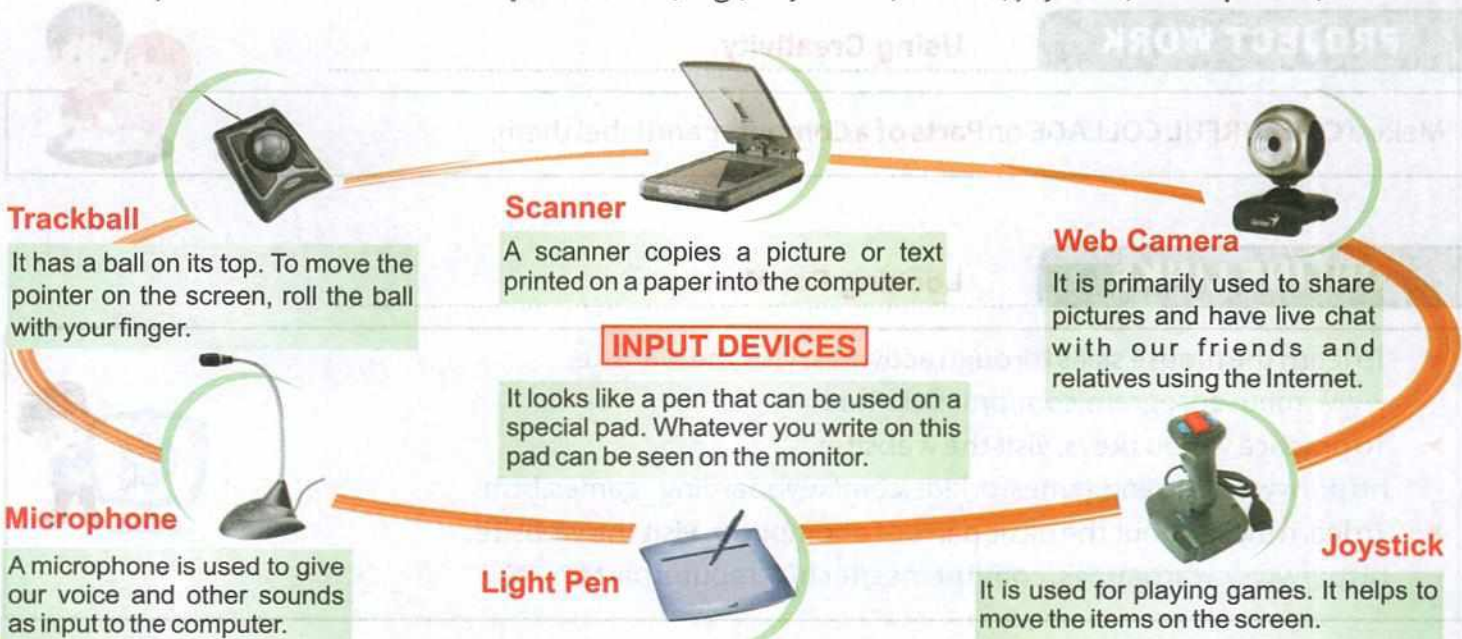 PROJECT WORK
Using Creativity
Trackball
It has a ball on its top. To move the
pointer on the screen, roll the ball
with your finger.
Scanner
A scanner copies a picture or text
printed on a paper into the computer.
Web Camera
It is primarily used to share
pictures and have live chat
with our friends and
relatives using the Internet.
INPUT DEVICES
It looks like a pen that can be used on a
special pad. Whatever you write on this
pad can be seen on the monitor.
Light Pen
Microphone
A microphone is used to give
our voice and other sounds
as input to the computer.
Joystick
It is used for playing games. It helps to
move the items on the screen.